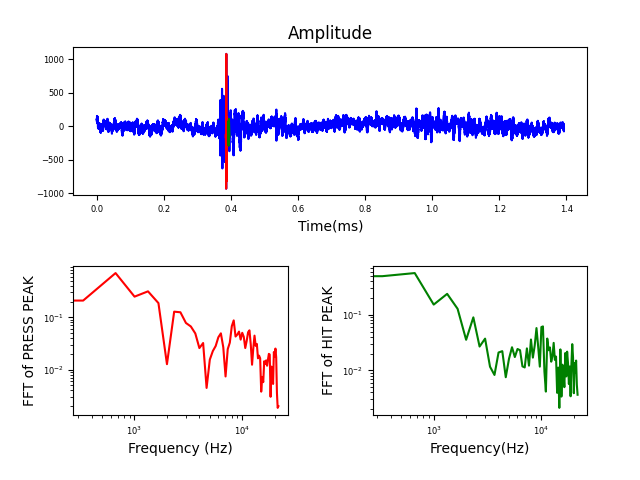 Amplitude
1000
500
0
−500
−1000
0.0 0.2 0.4 0.6 0.8 1.0 1.2 1.4
Time(ms)
FFT of PRESS PEAK
10⁻¹
10⁻²
10³ 10⁴
Frequency (Hz)
FFT of HIT PEAK
10⁻¹
10⁻²
10³ 10⁴
Frequency(Hz)